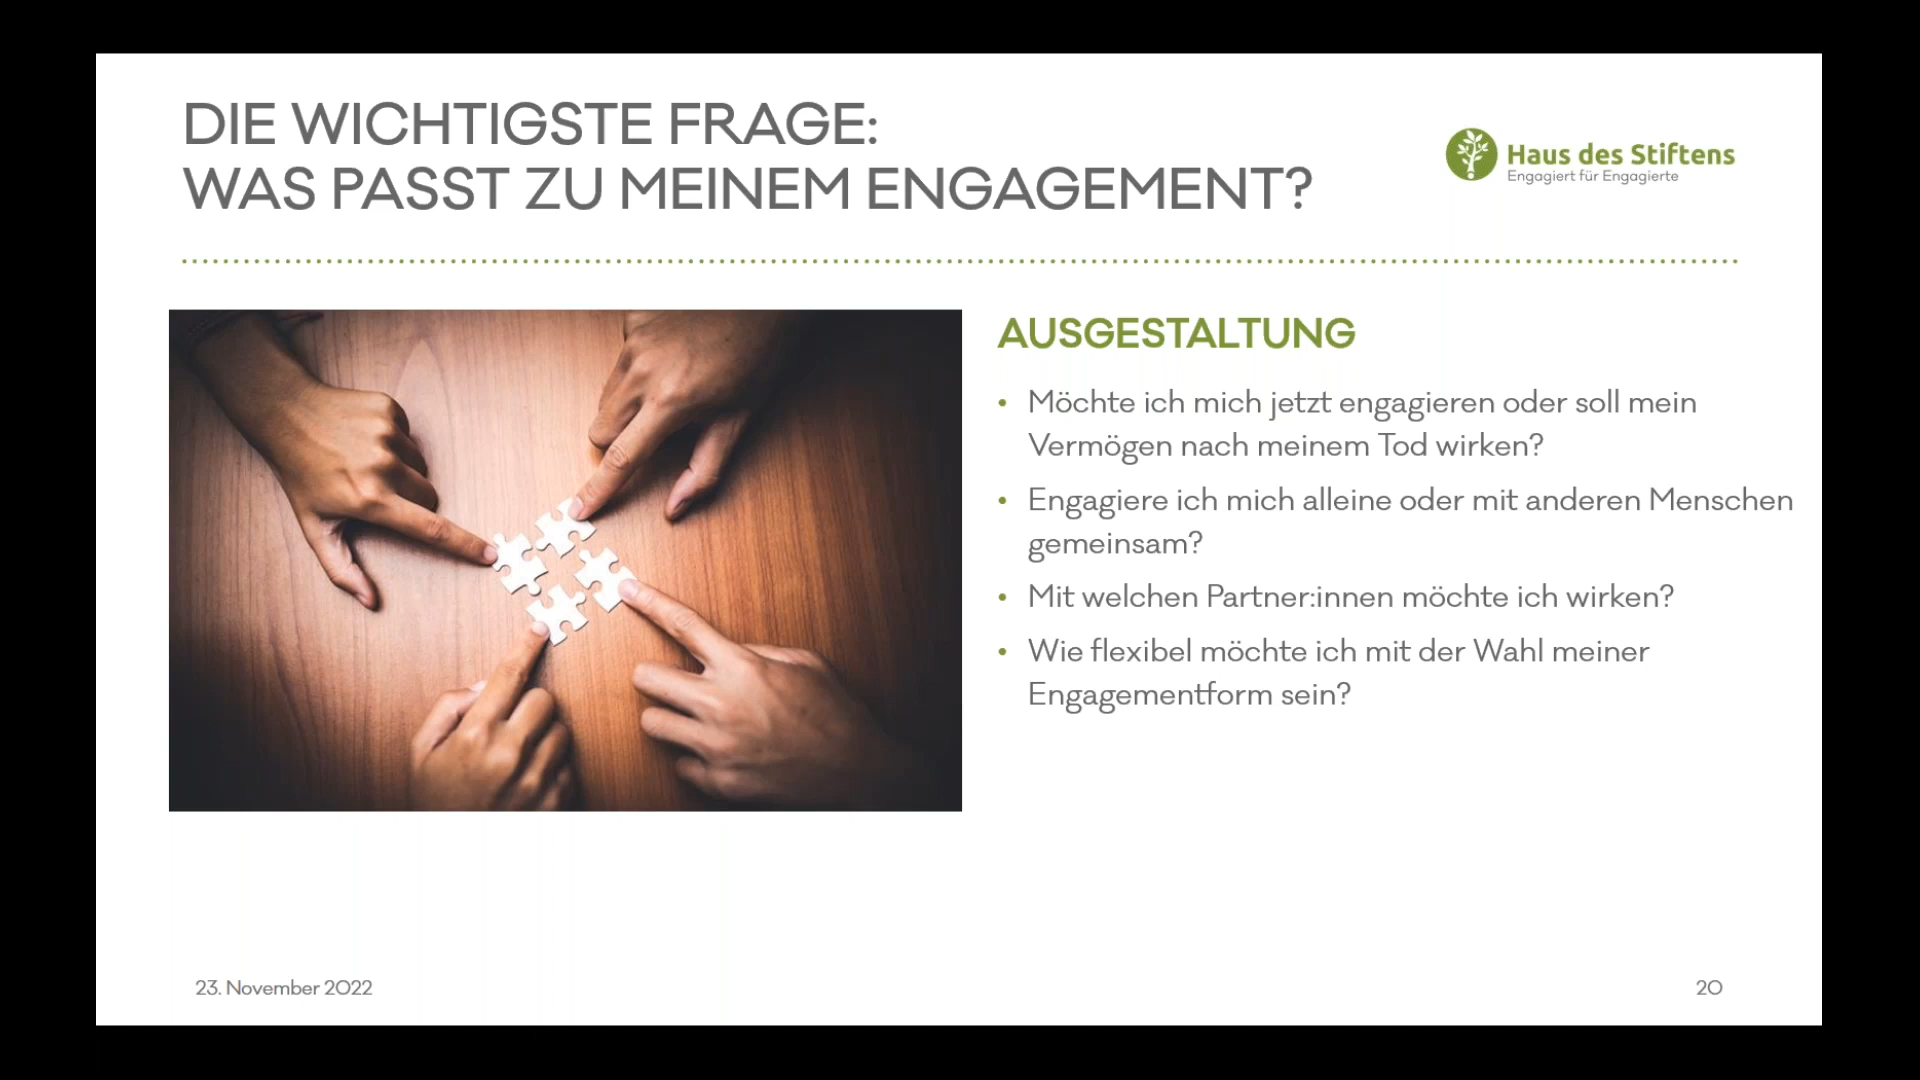 DIE WICHTIGSTE FRAGE:
WAS PASST ZU MEINEM ENGAGEMENT?
Haus des Stiftens
Engagiert für Engagierte
AUSGESTALTUNG
• Möchte ich mich jetzt engagieren oder soll mein
Vermögen nach meinem Tod wirken?
• Engagiere ich mich alleine oder mit anderen Menschen
gemeinsam?
• Mit welchen Partner:innen möchte ich wirken?
• Wie flexibel möchte ich mit der Wahl meiner
Engagementform sein?
23. November 2022
20